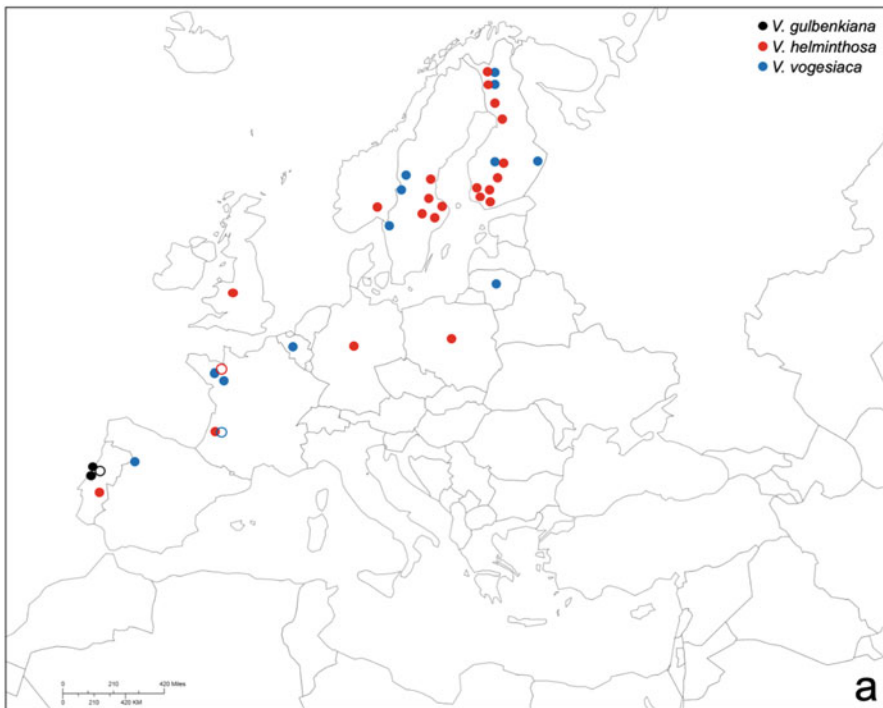 V. gulbenkiana
V. helminthosa
V. vogesiaca
0 210 420 Miles
0 210 420 KM
a